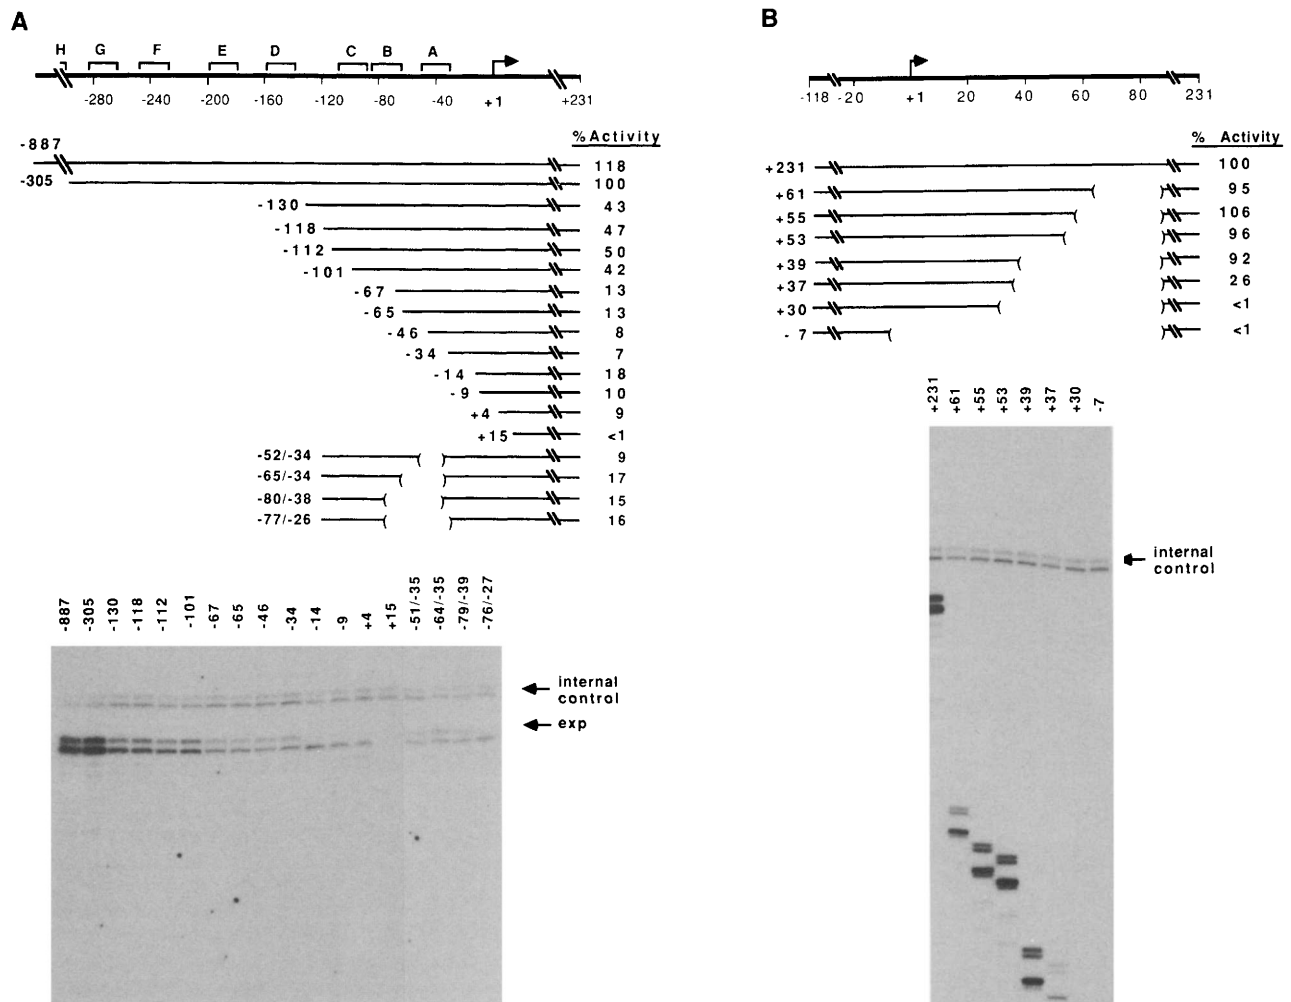 A
H G F E D C B A
-280 -240 -200 -160 -120 -80 -40 +1 +231
% Activity
-887 118
-305 100
-130 43
-118 47
-112 50
-101 42
-67 13
-65 13
-46 8
-34 7
-14 18
-9 10
+4 9
+15 <1
-52/-34 9
-65/-34 17
-80/-38 15
-77/-26 16
-887 -305 -130 -118 -112 -101 -67 -65 -46 -34 -14 -9 +4 +15 -51/-35 -64/-35 -79/-39 -76/-27
internal
control
exp
B
-118 -20 +1 20 40 60 80 231
% Activity
+231 100
+61 95
+55 106
+53 96
+39 92
+37 26
+30 <1
-7 <1
+231 +61 +55 +53 +39 +37 +30 -7
internal
control